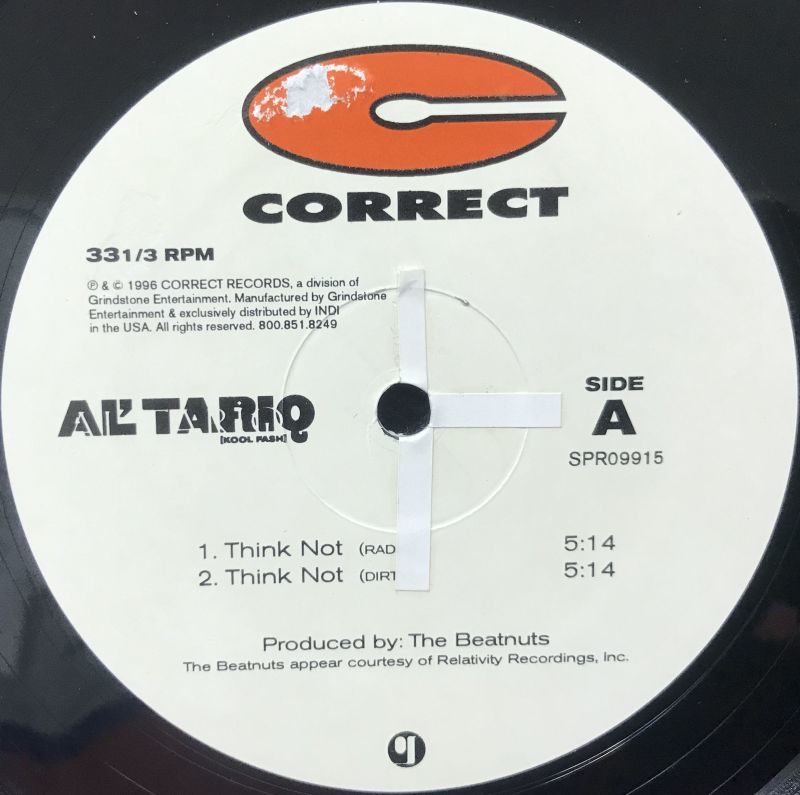 CORRECT
33 1/3 RPM
℗ & © 1996 CORRECT RECORDS, a division of
Grindstone Entertainment. Manufactured by Grindstone
Entertainment & exclusively distributed by INDI
in the USA. All rights reserved. 800.851.8249
AL' TARIQ
[KOOL FASH]
SIDE
A
SPR09915
1. Think Not (RAD 5:14
2. Think Not (DIRT 5:14
Produced by: The Beatnuts
The Beatnuts appear courtesy of Relativity Recordings, Inc.